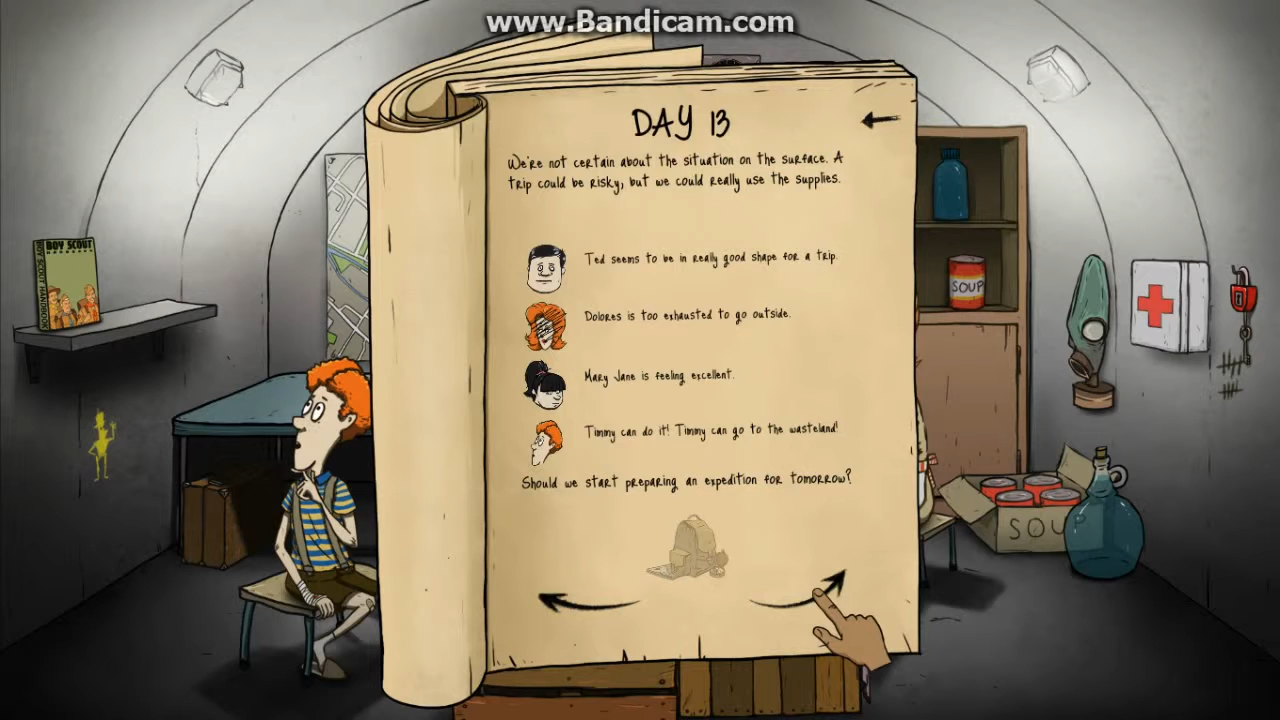 www.Bandicam.com
DAY 13
We're not certain about the situation on the surface. A
trip could be risky, but we could really use the supplies.
Ted seems to be in really good shape for a trip.
Dolores is too exhausted to go outside.
Mary Jane is feeling excellent.
Timmy can do it! Timmy can go to the wasteland!
Should we start preparing an expedition for tomorrow?
BOY SCOUT
BOY SCOUT HANDBOOK
SOUP
SOUP